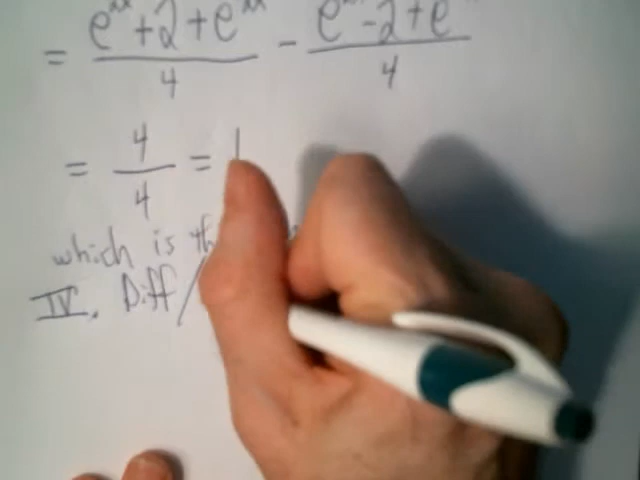 = e +2+e / 4 - e -2+e / 4
= 4/4 = 1
which is
IV. Diff/